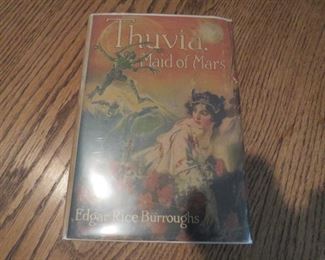 Thuvia,
Maid of Mars
Edgar Rice Burroughs